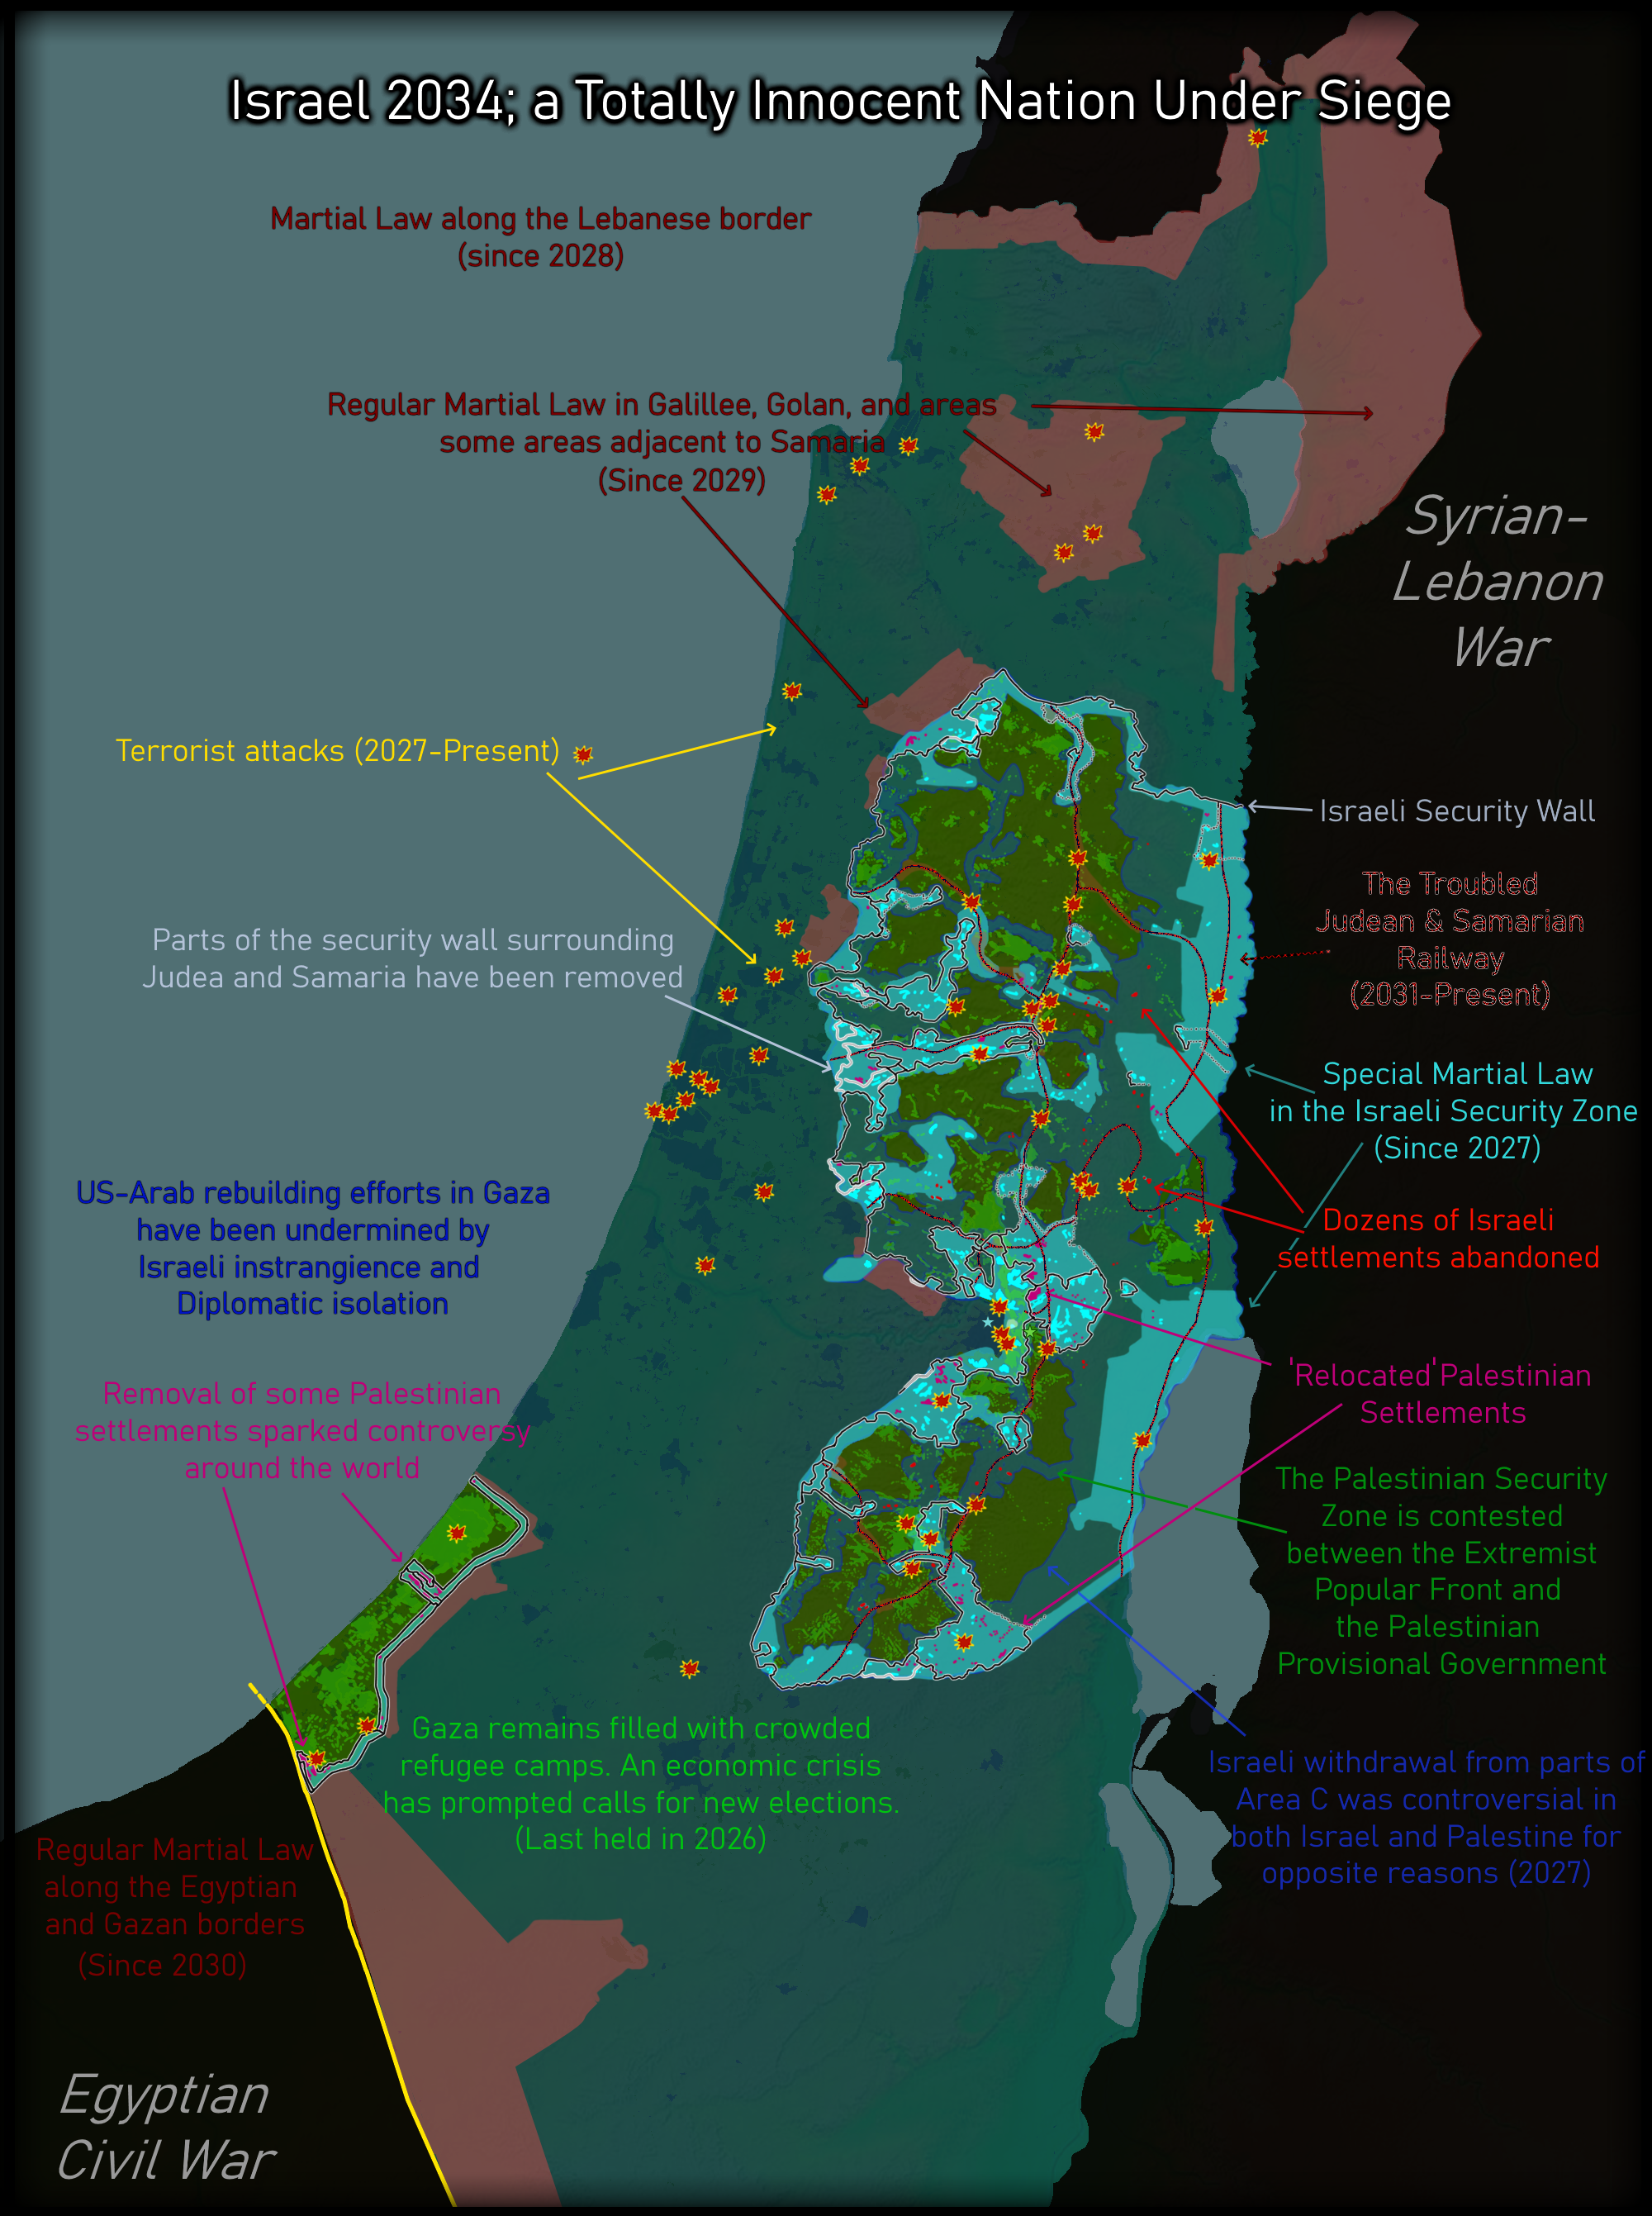 Israel 2034; a Totally Innocent Nation Under Siege
Martial Law along the Lebanese border
(since 2028)
Regular Martial Law in Galillee, Golan, and areas
some areas adjacent to Samaria
(Since 2029)
Syrian-
Lebanon
War
Terrorist attacks (2027-Present)
Israeli Security Wall
The Troubled
Judean & Samarian
Railway
(2031-Present)
Parts of the security wall surrounding
Judea and Samaria have been removed
Special Martial Law
in the Israeli Security Zone
(Since 2027)
US-Arab rebuilding efforts in Gaza
have been undermined by
Israeli instrangience and
Diplomatic isolation
Dozens of Israeli
settlements abandoned
'Relocated'Palestinian
Settlements
Removal of some Palestinian
settlements sparked controversy
around the world
The Palestinian Security
Zone is contested
between the Extremist
Popular Front and
the Palestinian
Provisional Government
Gaza remains filled with crowded
refugee camps. An economic crisis
has prompted calls for new elections.
(Last held in 2026)
Israeli withdrawal from parts of
Area C was controversial in
both Israel and Palestine for
opposite reasons (2027)
Regular Martial Law
along the Egyptian
and Gazan borders
(Since 2030)
Egyptian
Civil War